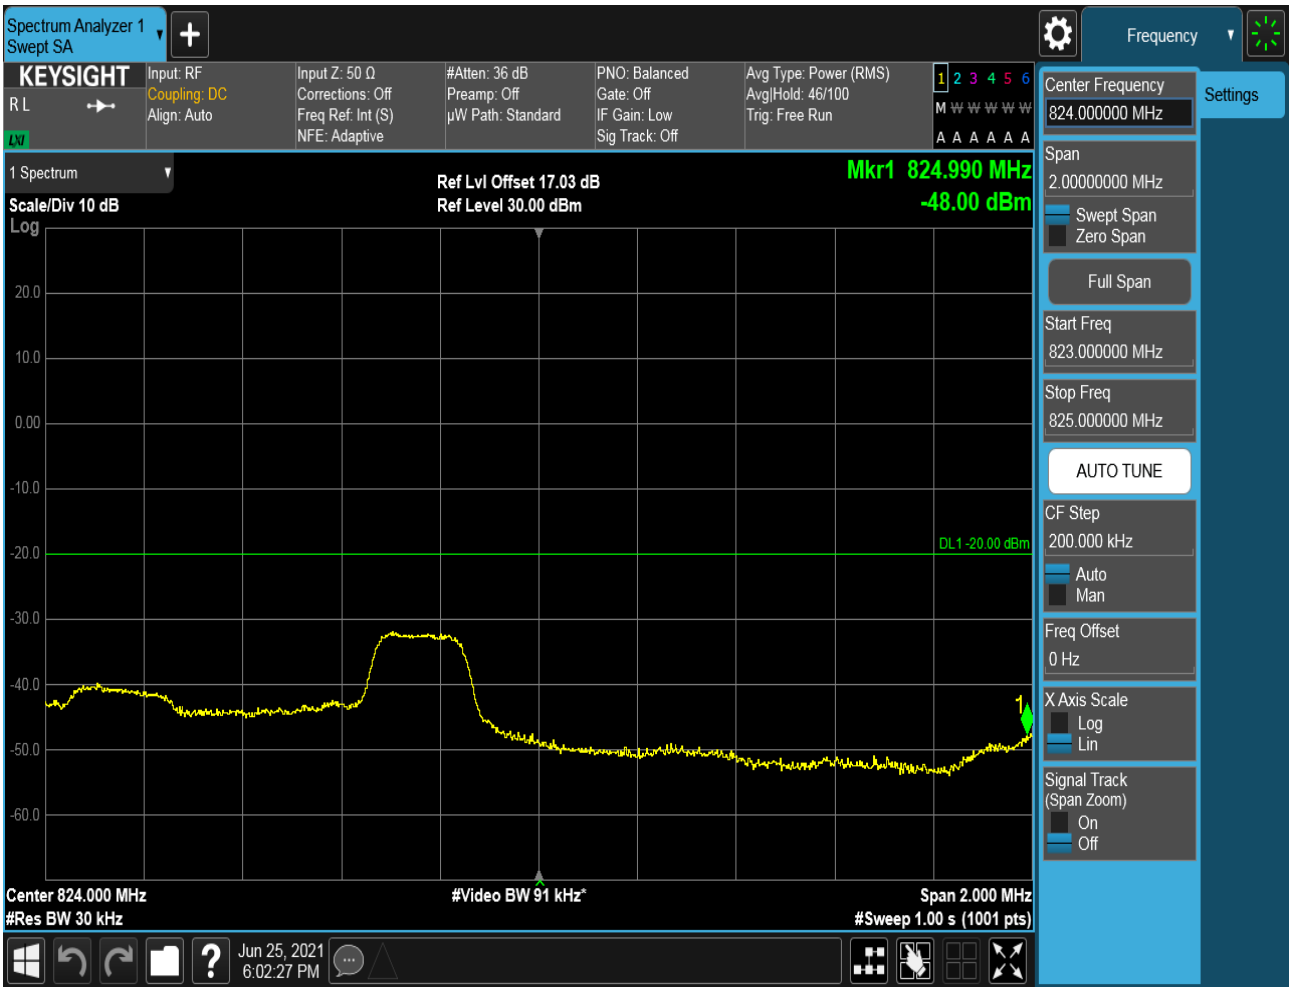 Spectrum Analyzer 1
Swept SA
Frequency
KEYSIGHT
R L
LXI
Input: RF
Coupling: DC
Align: Auto
Input Z: 50 Ω
Corrections: Off
Freq Ref: Int (S)
NFE: Adaptive
#Atten: 36 dB
Preamp: Off
µW Path: Standard
PNO: Balanced
Gate: Off
IF Gain: Low
Sig Track: Off
Avg Type: Power (RMS)
Avg|Hold: 46/100
Trig: Free Run
1 2 3 4 5 6
M W W W W W
A A A A A A
1 Spectrum
Scale/Div 10 dB
Log
Ref Lvl Offset 17.03 dB
Ref Level 30.00 dBm
Mkr1 824.990 MHz
-48.00 dBm
20.0
10.0
0.00
-10.0
-20.0
-30.0
-40.0
-50.0
-60.0
DL1 -20.00 dBm
1
Center 824.000 MHz
#Res BW 30 kHz
#Video BW 91 kHz*
Span 2.000 MHz
#Sweep 1.00 s (1001 pts)
Center Frequency
824.000000 MHz
Settings
Span
2.00000000 MHz
Swept Span
Zero Span
Full Span
Start Freq
823.000000 MHz
Stop Freq
825.000000 MHz
AUTO TUNE
CF Step
200.000 kHz
Auto
Man
Freq Offset
0 Hz
X Axis Scale
Log
Lin
Signal Track
(Span Zoom)
On
Off
?
Jun 25, 2021
6:02:27 PM